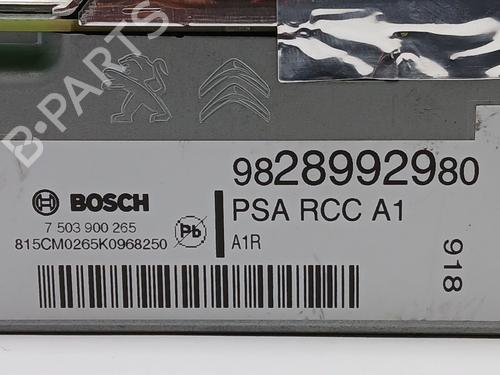 B-PARTS
9828992980
BOSCH
PSA RCC A1
7 503 900 265
815CM0265K0968250
Pb
A1R
918